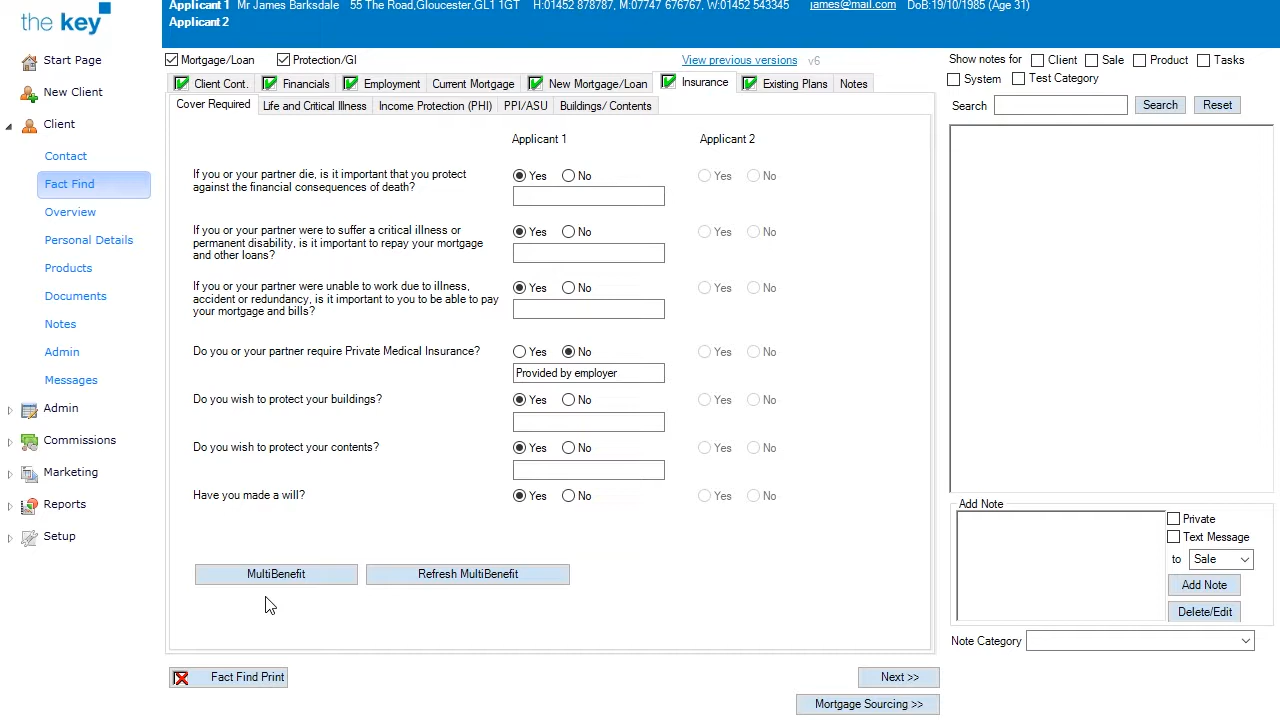 the key
Applicant 1 Mr James Barksdale 55 The Road,Gloucester,GL1 1GT H:01452 878787, M:07747 676767, W:01452 543345 james@mail.com DoB:19/10/1985 (Age 31)
Applicant 2
Start Page
New Client
Client
Contact
Fact Find
Overview
Personal Details
Products
Documents
Notes
Admin
Messages
Admin
Commissions
Marketing
Reports
Setup
Mortgage/Loan Protection/GI View previous versions v6
Client Cont. Financials Employment Current Mortgage New Mortgage/Loan Insurance Existing Plans Notes
Cover Required Life and Critical Illness Income Protection (PHI) PPI/ASU Buildings/ Contents
Applicant 1 Applicant 2
If you or your partner die, is it important that you protect
against the financial consequences of death?
Yes No Yes No
If you or your partner were to suffer a critical illness or
permanent disability, is it important to repay your mortgage
and other loans?
Yes No Yes No
If you or your partner were unable to work due to illness,
accident or redundancy, is it important to you to be able to pay
your mortgage and bills?
Yes No Yes No
Do you or your partner require Private Medical Insurance? Yes No Yes No
Provided by employer
Do you wish to protect your buildings? Yes No Yes No
Do you wish to protect your contents? Yes No Yes No
Have you made a will? Yes No Yes No
MultiBenefit Refresh MultiBenefit
Fact Find Print Next >>
Mortgage Sourcing >>
Show notes for Client Sale Product Tasks
System Test Category
Search Search Reset
Add Note
Private
Text Message
to Sale
Add Note
Delete/Edit
Note Category